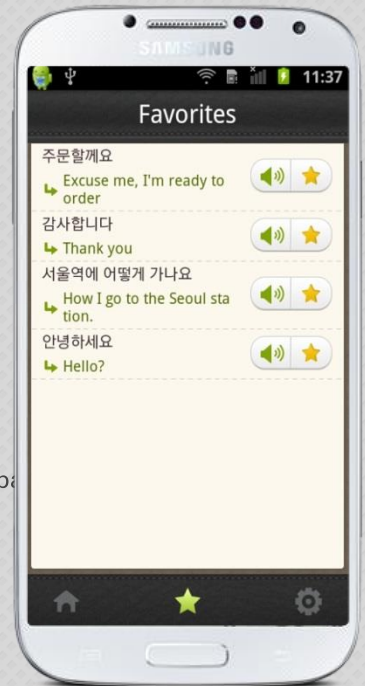 SAMSUNG
11:37
Favorites
주문할께요
Excuse me, I'm ready to
order
감사합니다
Thank you
서울역에 어떻게 가나요
How I go to the Seoul sta
tion.
안녕하세요
Hello?